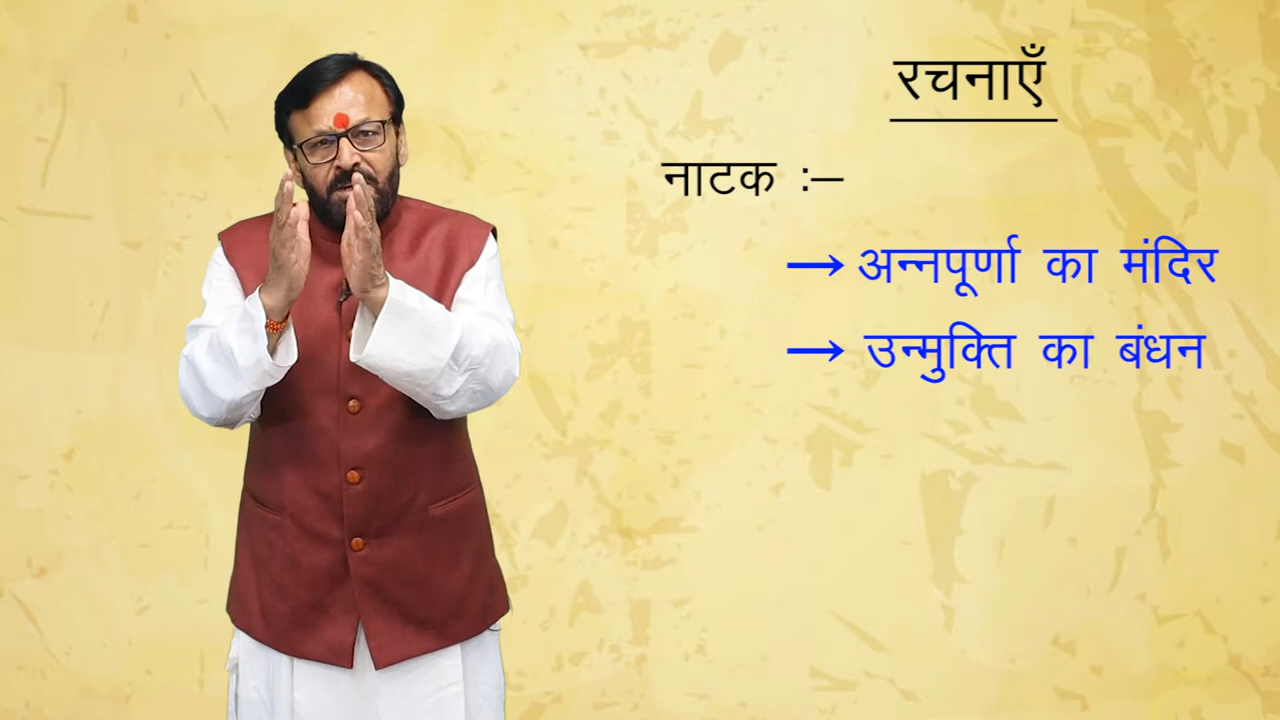 रचनाएँ
नाटक :–
→ अन्नपूर्णा का मंदिर
→ उन्मुक्ति का बंधन